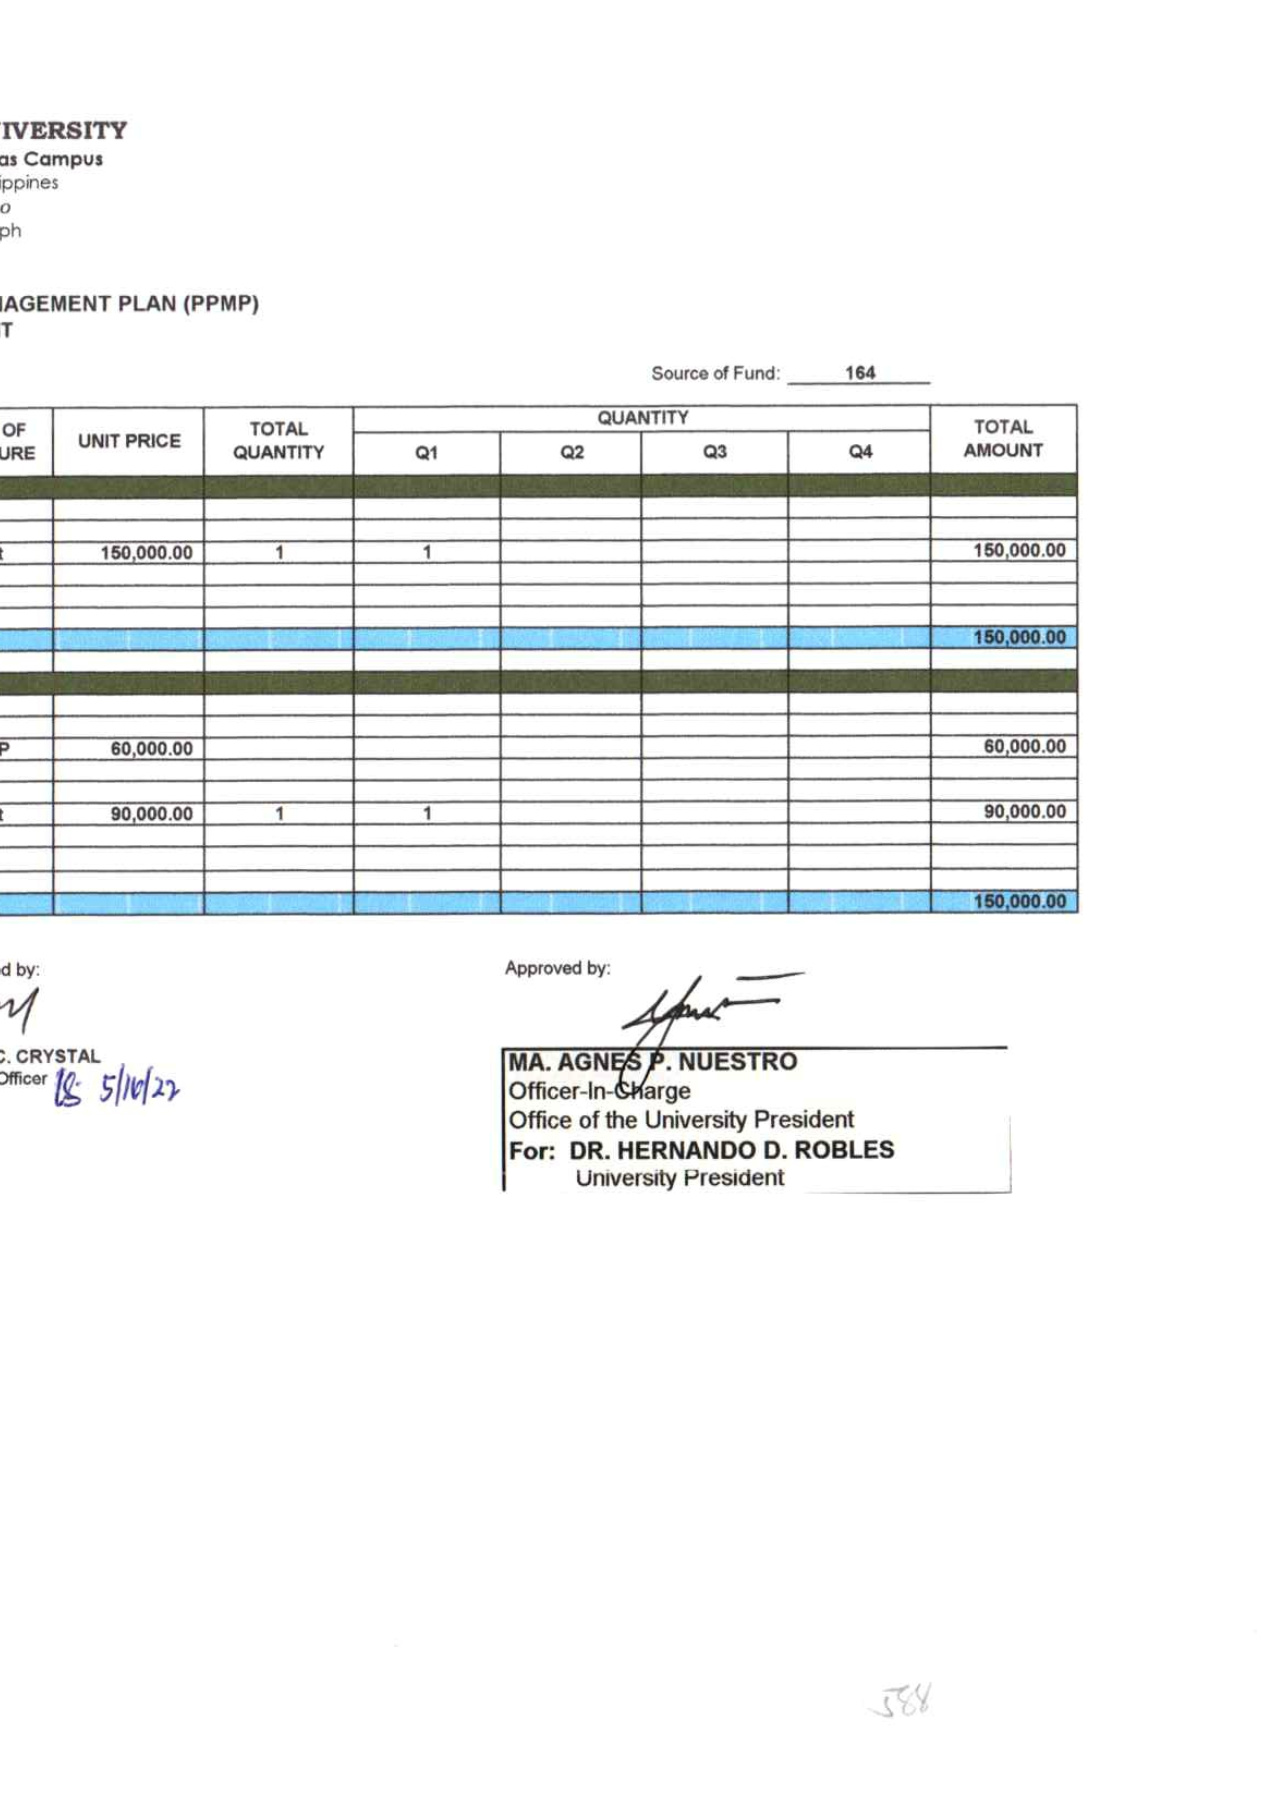 IVERSITY
as Campus
ippines
o
ph
AGEMENT PLAN (PPMP)
T
Source of Fund: 164
OF
URE
UNIT PRICE
TOTAL
QUANTITY
QUANTITY
Q1 Q2 Q3 Q4
TOTAL
AMOUNT
t 150,000.00 1 1 150,000.00
150,000.00
P 60,000.00 60,000.00
t 90,000.00 1 1 90,000.00
150,000.00
d by:
Approved by:
C. CRYSTAL
Officer 5/16/22
MA. AGNES P. NUESTRO
Officer-In-Charge
Office of the University President
For: DR. HERNANDO D. ROBLES
University President
588